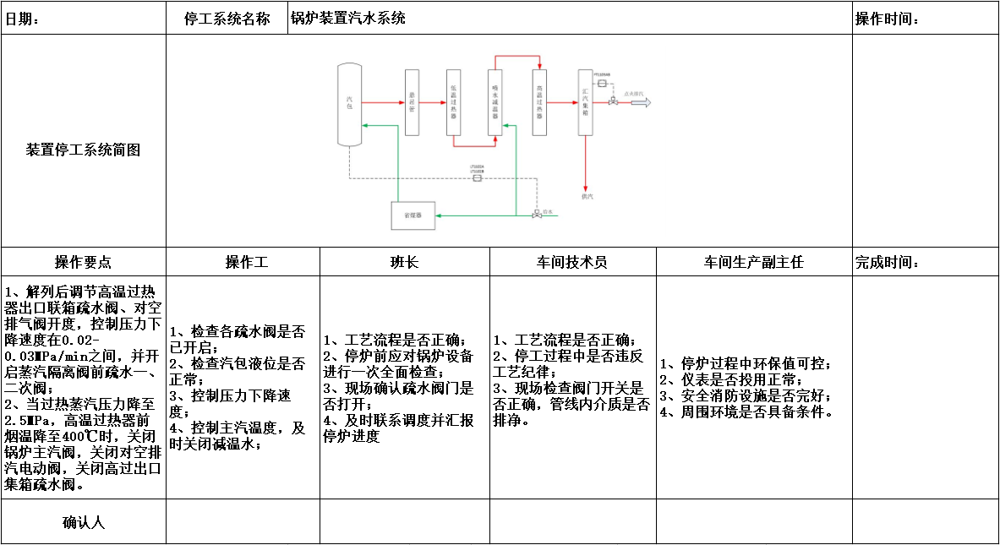 日期：
停工系统名称
锅炉装置汽水系统
操作时间：
装置停工系统简图
汽包
悬吊管
低温过热器
喷水减温器
高温过热器
汇汽集箱
点火排汽
供汽
省煤器
给水
操作要点
操作工
班长
车间技术员
车间生产副主任
完成时间：
1、解列后调节高温过热
器出口联箱疏水阀、对空
排气阀开度，控制压力下
降速度在0.02-
0.03MPa/min之间，并开
启蒸汽隔离阀前疏水一、
二次阀；
2、当过热蒸汽压力降至
2.5MPa，高温过热器前
烟温降至400℃时，关闭
锅炉主汽阀，关闭对空排
汽电动阀，关闭高过出口
集箱疏水阀。
1、检查各疏水阀是否
已开启；
2、检查汽包液位是否
正常；
3、控制压力下降速
度；
4、控制主汽温度，及
时关闭减温水；
1、工艺流程是否正确；
2、停炉前应对锅炉设备
进行一次全面检查；
3、现场确认疏水阀门是
否打开；
4、及时联系调度并汇报
停炉进度
1、工艺流程是否正确；
2、停工过程中是否违反
工艺纪律；
3、现场检查阀门开关是
否正确，管线内介质是否
排净。
1、停炉过程中环保值可控；
2、仪表是否投用正常；
3、安全消防设施是否完好；
4、周围环境是否具备条件。
确认人